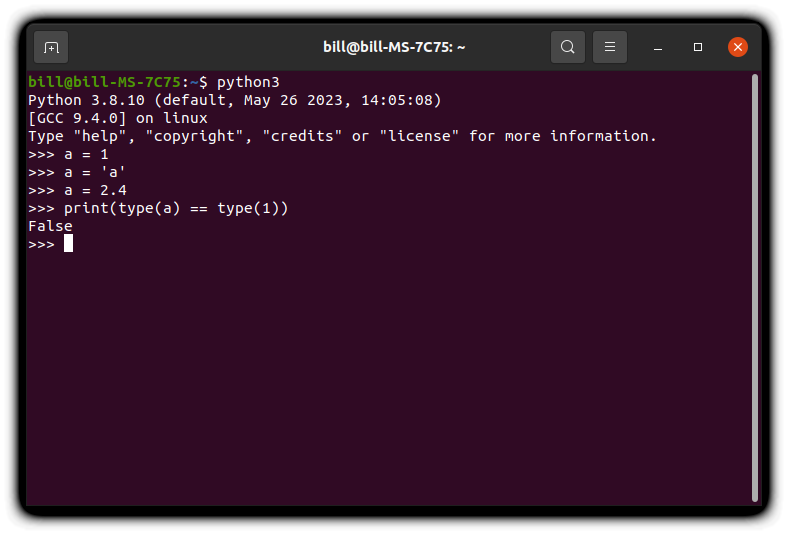 bill@bill-MS-7C75: ~
bill@bill-MS-7C75:~$ python3
Python 3.8.10 (default, May 26 2023, 14:05:08)
[GCC 9.4.0] on linux
Type "help", "copyright", "credits" or "license" for more information.
>>> a = 1
>>> a = 'a'
>>> a = 2.4
>>> print(type(a) == type(1))
False
>>>